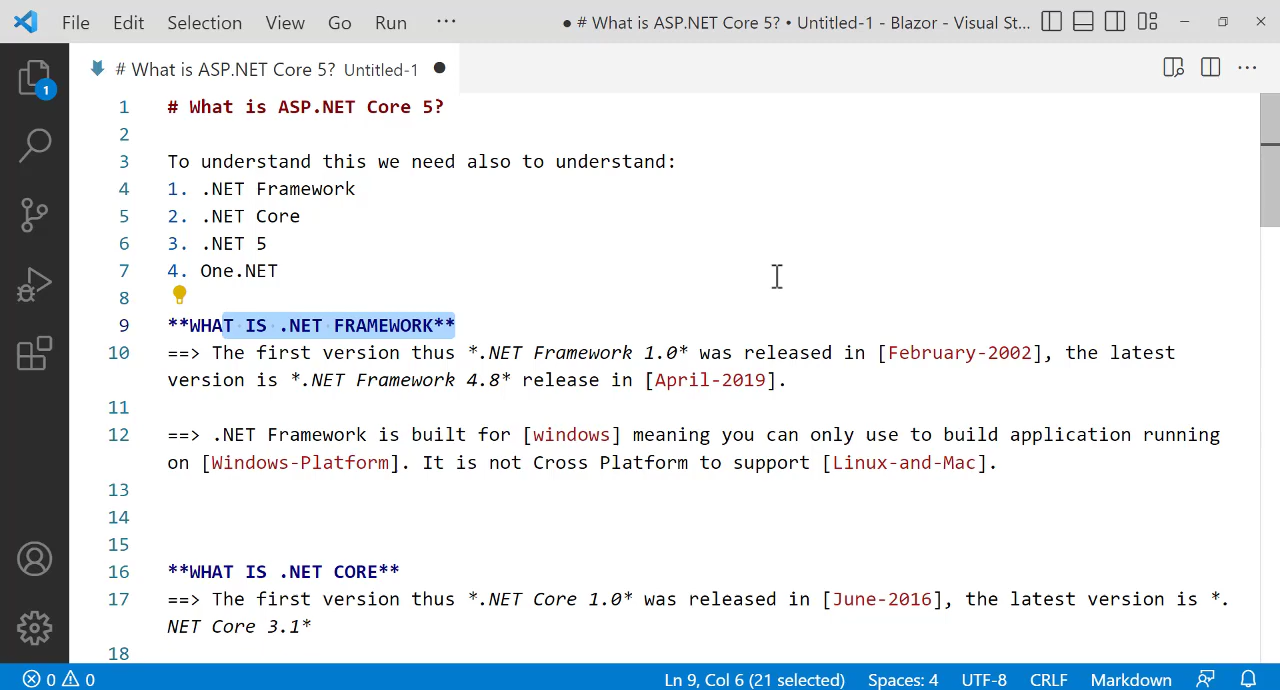 File Edit Selection View Go Run ··· ● # What is ASP.NET Core 5? • Untitled-1 - Blazor - Visual St...
# What is ASP.NET Core 5? Untitled-1 ●
1
1 # What is ASP.NET Core 5?
2
3 To understand this we need also to understand:
4 1. .NET Framework
5 2. .NET Core
6 3. .NET 5
7 4. One.NET
8
9 **WHAT IS .NET FRAMEWORK**
10 ==> The first version thus *.NET Framework 1.0* was released in [February-2002], the latest
version is *.NET Framework 4.8* release in [April-2019].
11
12 ==> .NET Framework is built for [windows] meaning you can only use to build application running
on [Windows-Platform]. It is not Cross Platform to support [Linux-and-Mac].
13
14
15
16 **WHAT IS .NET CORE**
17 ==> The first version thus *.NET Core 1.0* was released in [June-2016], the latest version is *.
NET Core 3.1*
18
0 0 Ln 9, Col 6 (21 selected) Spaces: 4 UTF-8 CRLF Markdown